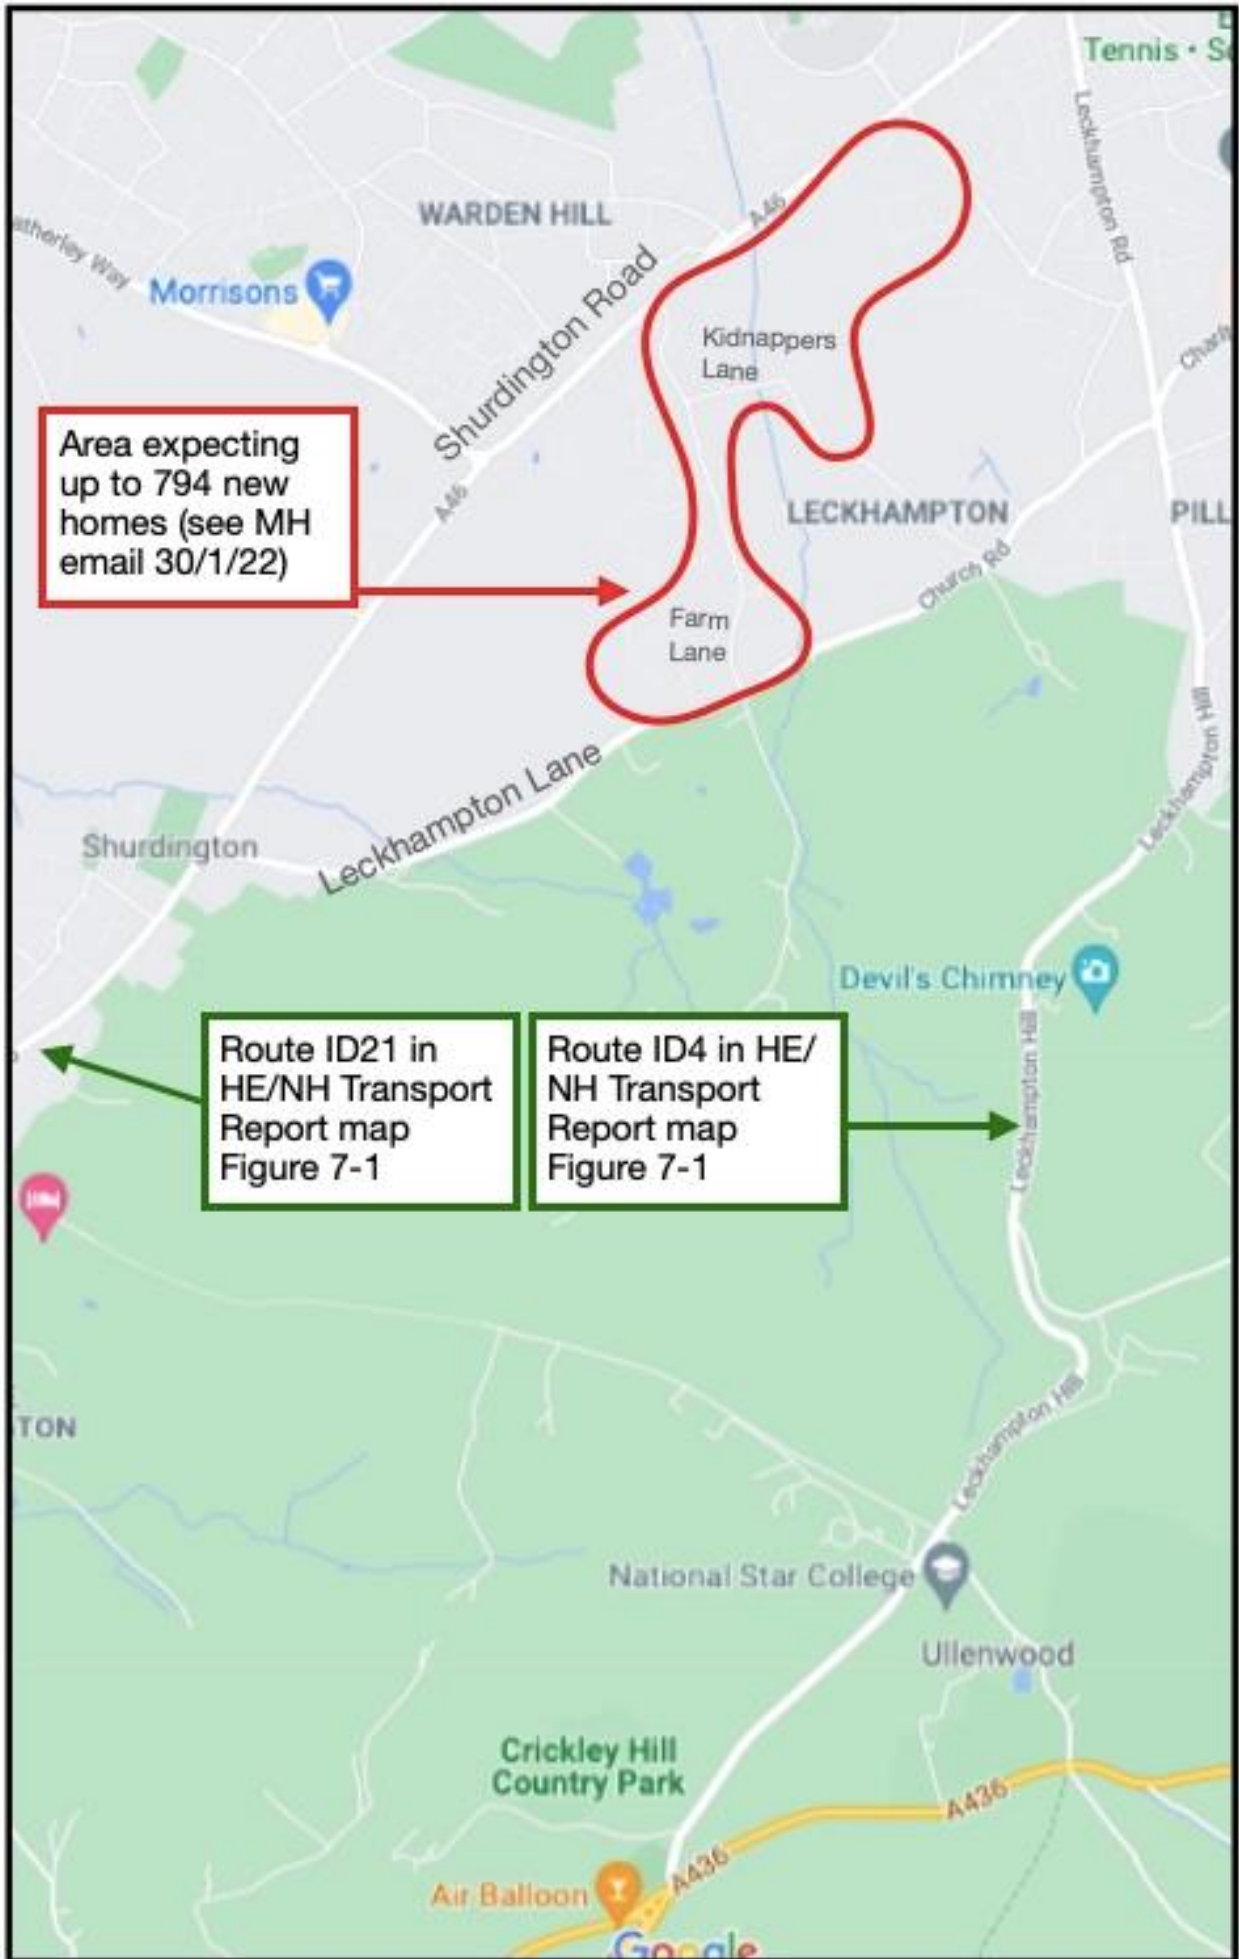 Tennis • S
Leckhampton Rd
WARDEN HILL
A46
atherley Way
Morrisons
Shurdington Road
Kidnappers
Lane
Charl
Area expecting
up to 794 new
homes (see MH
email 30/1/22)
A46
LECKHAMPTON
PILL
Church Rd
Farm
Lane
Leckhampton Hill
Leckhampton Lane
Shurdington
Devil's Chimney
Route ID21 in
HE/NH Transport
Report map
Figure 7-1
Route ID4 in HE/
NH Transport
Report map
Figure 7-1
Leckhampton Hill
TON
Leckhampton Hill
National Star College
Ullenwood
Crickley Hill
Country Park
A436
A436
Air Balloon
Google